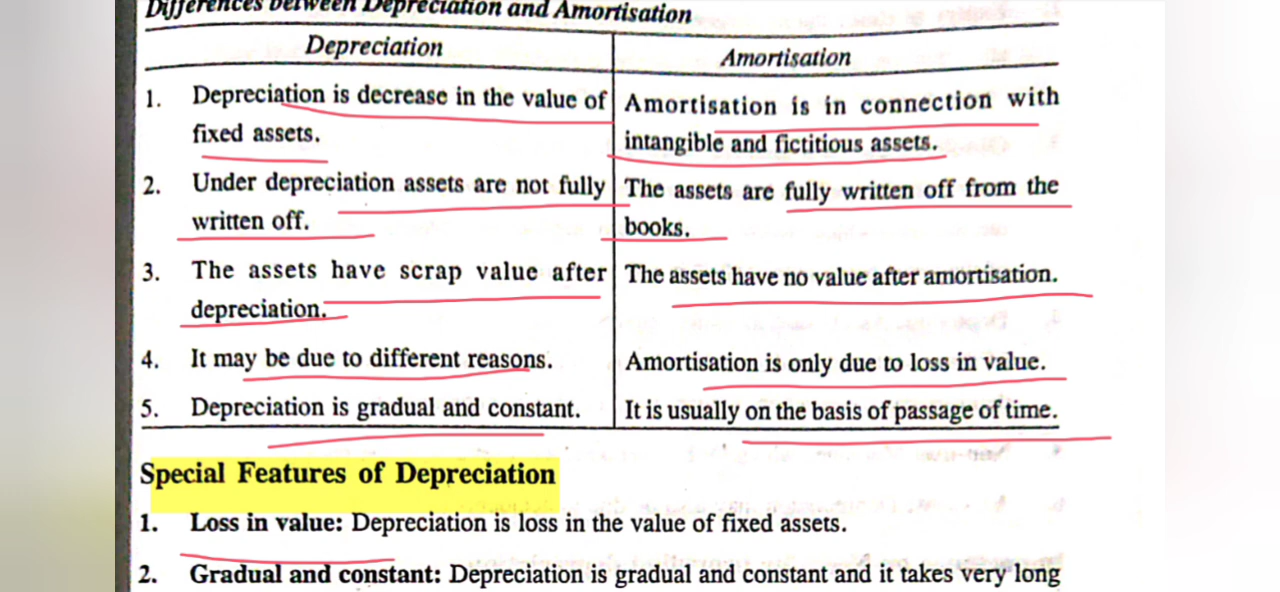 Differences between Depreciation and Amortisation
Depreciation Amortisation
1. Depreciation is decrease in the value of fixed assets. Amortisation is in connection with intangible and fictitious assets.
2. Under depreciation assets are not fully written off. The assets are fully written off from the books.
3. The assets have scrap value after depreciation. The assets have no value after amortisation.
4. It may be due to different reasons. Amortisation is only due to loss in value.
5. Depreciation is gradual and constant. It is usually on the basis of passage of time.
Special Features of Depreciation
1. Loss in value: Depreciation is loss in the value of fixed assets.
2. Gradual and constant: Depreciation is gradual and constant and it takes very long